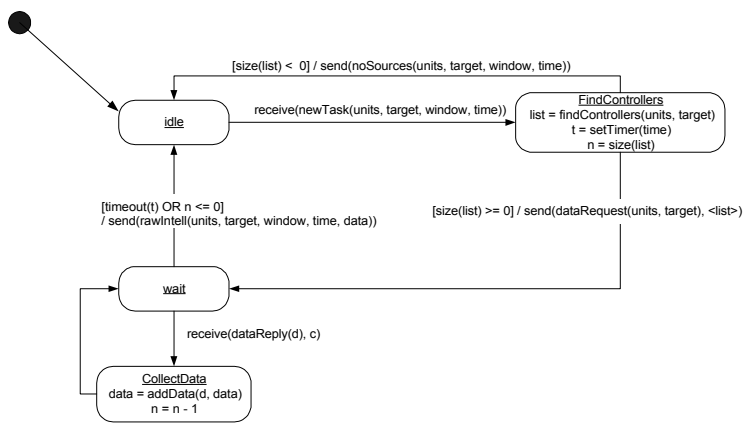 [size(list) <  0] / send(noSources(units, target, window, time))
FindControllers
list = findControllers(units, target)
t = setTimer(time)
n = size(list)
receive(newTask(units, target, window, time))
idle
[timeout(t) OR n <= 0]
/ send(rawIntell(units, target, window, time, data))
[size(list) >= 0] / send(dataRequest(units, target), <list>)
wait
receive(dataReply(d), c)
CollectData
data = addData(d, data)
n = n - 1